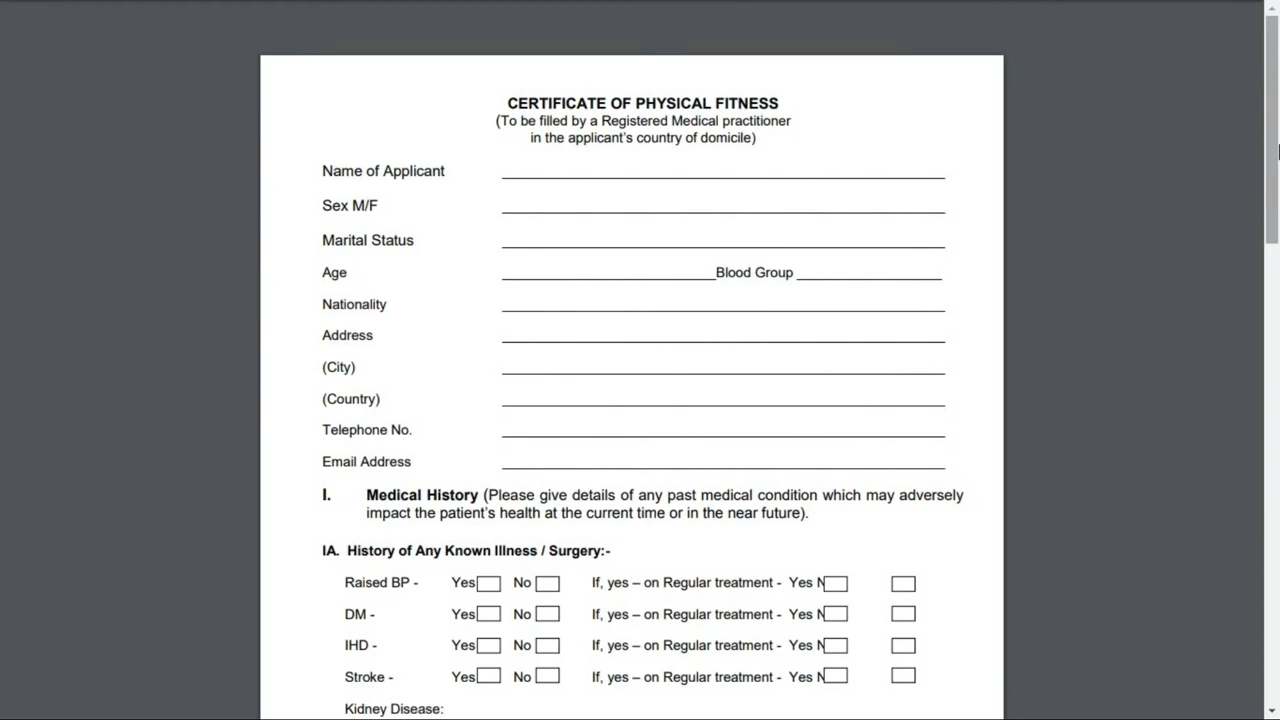 CERTIFICATE OF PHYSICAL FITNESS
(To be filled by a Registered Medical practitioner
in the applicant's country of domicile)
Name of Applicant
Sex M/F
Marital Status
Age Blood Group
Nationality
Address
(City)
(Country)
Telephone No.
Email Address
I. Medical History (Please give details of any past medical condition which may adversely
impact the patient's health at the current time or in the near future).
IA. History of Any Known Illness / Surgery:-
Raised BP - Yes No If, yes – on Regular treatment - Yes N
DM - Yes No If, yes – on Regular treatment - Yes N
IHD - Yes No If, yes – on Regular treatment - Yes N
Stroke - Yes No If, yes – on Regular treatment - Yes N
Kidney Disease: